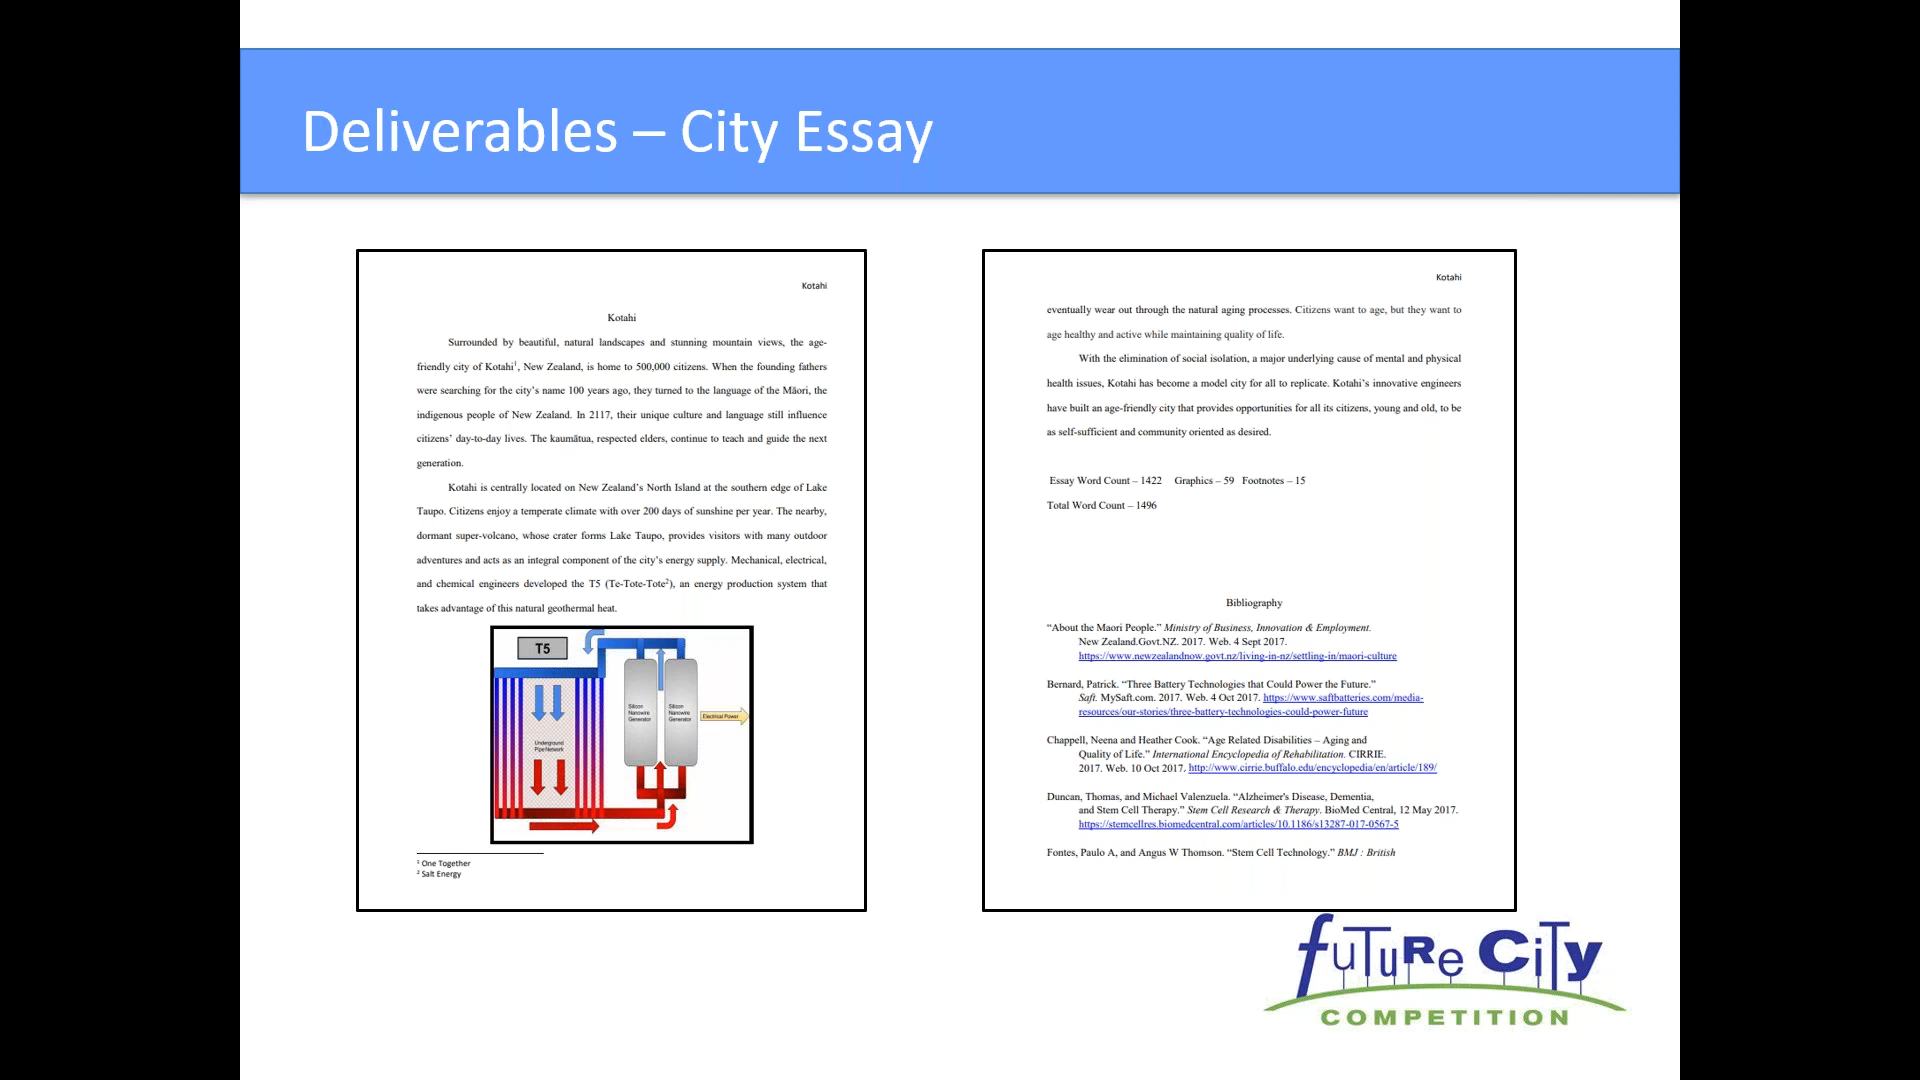 Deliverables – City Essay
Kotahi
Kotahi
Surrounded by beautiful, natural landscapes and stunning mountain views, the age-
friendly city of Kotahi¹, New Zealand, is home to 500,000 citizens. When the founding fathers
were searching for the city's name 100 years ago, they turned to the language of the Māori, the
indigenous people of New Zealand. In 2117, their unique culture and language still influence
citizens' day-to-day lives. The kaumātua, respected elders, continue to teach and guide the next
generation.
Kotahi is centrally located on New Zealand's North Island at the southern edge of Lake
Taupo. Citizens enjoy a temperate climate with over 200 days of sunshine per year. The nearby,
dormant super-volcano, whose crater forms Lake Taupo, provides visitors with many outdoor
adventures and acts as an integral component of the city's energy supply. Mechanical, electrical,
and chemical engineers developed the T5 (Te-Tote-Tote²), an energy production system that
takes advantage of this natural geothermal heat.
T5
Silicon
Nanowire
Generator
Silicon
Nanowire
Generator
Electrical Power
Underground
Pipe Network
¹ One Together
² Salt Energy
Kotahi
eventually wear out through the natural aging processes. Citizens want to age, but they want to
age healthy and active while maintaining quality of life.
With the elimination of social isolation, a major underlying cause of mental and physical
health issues, Kotahi has become a model city for all to replicate. Kotahi's innovative engineers
have built an age-friendly city that provides opportunities for all its citizens, young and old, to be
as self-sufficient and community oriented as desired.
Essay Word Count – 1422 Graphics – 59 Footnotes – 15
Total Word Count – 1496
Bibliography
“About the Maori People.” Ministry of Business, Innovation & Employment.
New Zealand.Govt.NZ. 2017. Web. 4 Sept 2017.
https://www.newzealandnow.govt.nz/living-in-nz/settling-in/maori-culture
Bernard, Patrick. “Three Battery Technologies that Could Power the Future.”
Saft. MySaft.com. 2017. Web. 4 Oct 2017. https://www.saftbatteries.com/media-
resources/our-stories/three-battery-technologies-could-power-future
Chappell, Neena and Heather Cook. “Age Related Disabilities – Aging and
Quality of Life.” International Encyclopedia of Rehabilitation. CIRRIE.
2017. Web. 10 Oct 2017. http://www.cirrie.buffalo.edu/encyclopedia/en/article/189/
Duncan, Thomas, and Michael Valenzuela. “Alzheimer's Disease, Dementia,
and Stem Cell Therapy.” Stem Cell Research & Therapy. BioMed Central, 12 May 2017.
https://stemcellres.biomedcentral.com/articles/10.1186/s13287-017-0567-5
Fontes, Paulo A, and Angus W Thomson. “Stem Cell Technology.” BMJ : British
fuTuRe CiTy
COMPETITION